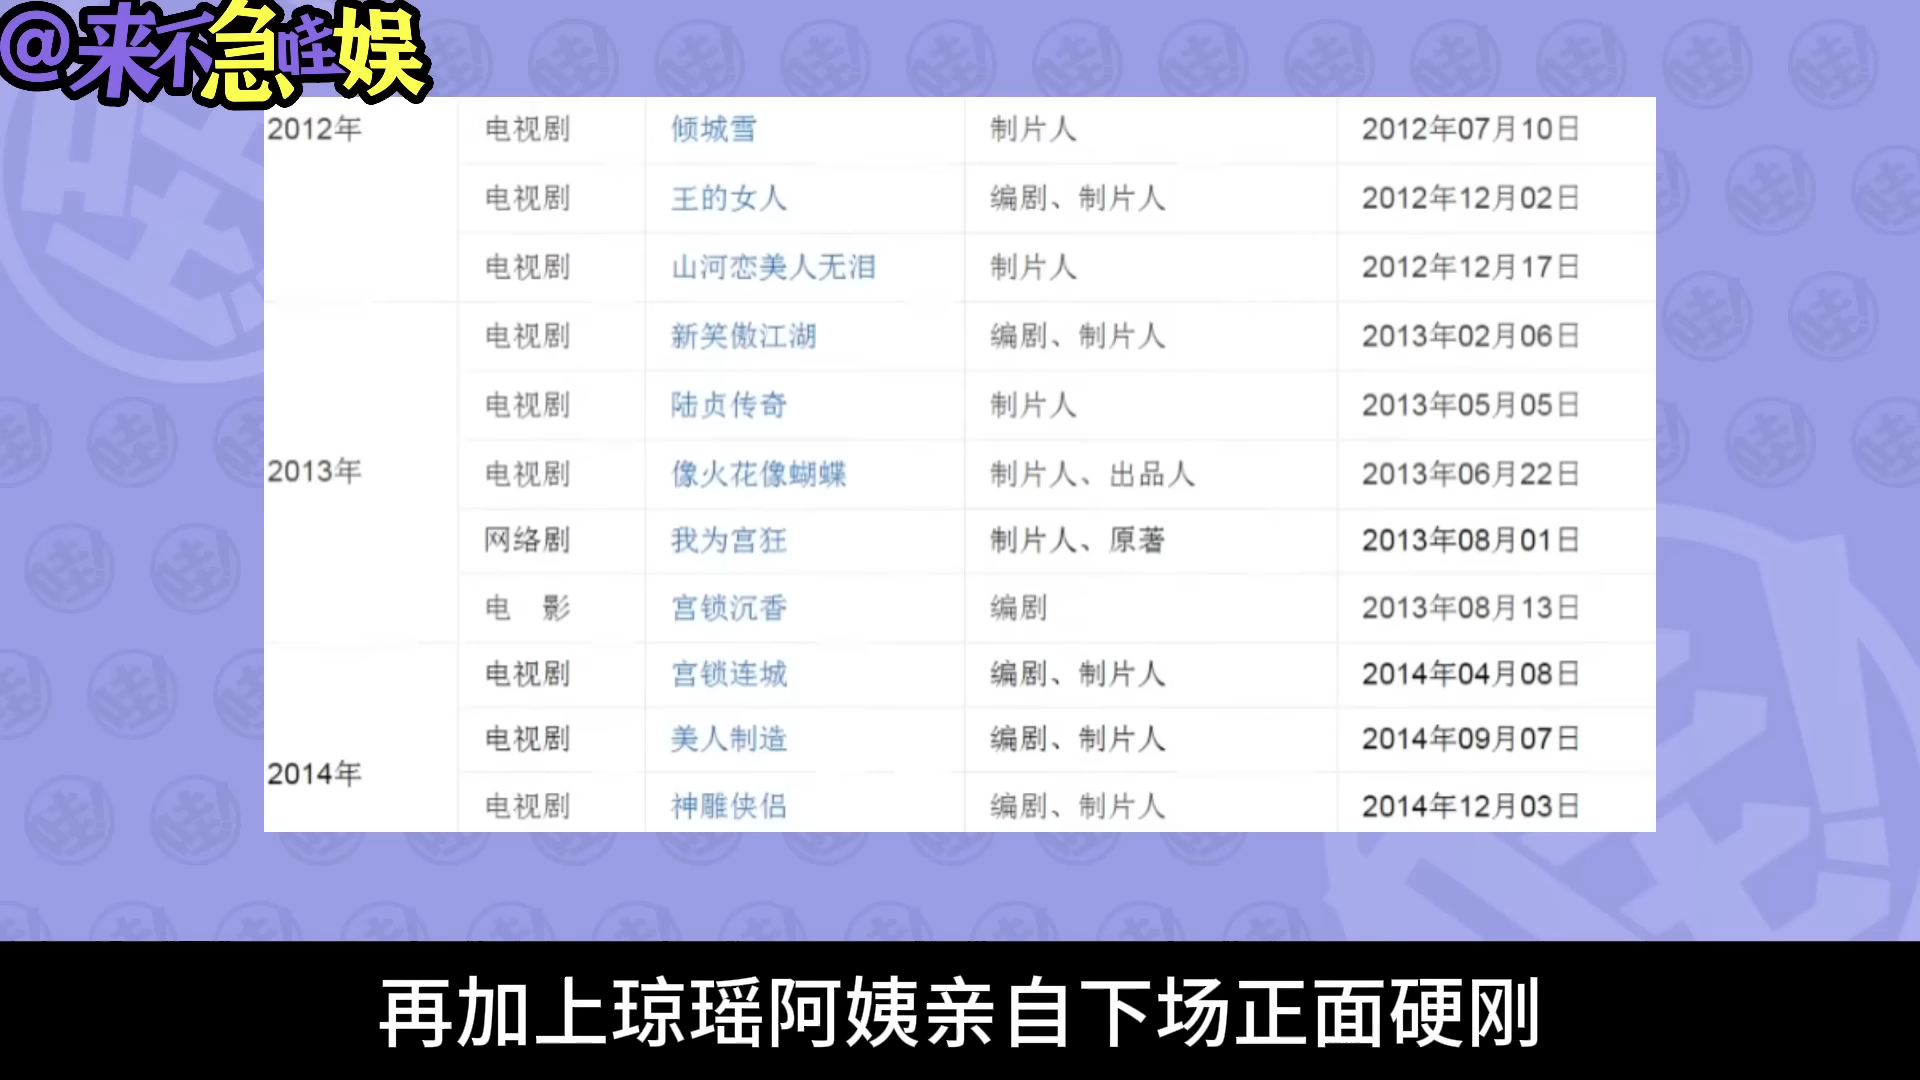 @来不急哇娱
2012年 电视剧 倾城雪 制片人 2012年07月10日
电视剧 王的女人 编剧、制片人 2012年12月02日
电视剧 山河恋美人无泪 制片人 2012年12月17日
电视剧 新笑傲江湖 编剧、制片人 2013年02月06日
电视剧 陆贞传奇 制片人 2013年05月05日
2013年 电视剧 像火花像蝴蝶 制片人、出品人 2013年06月22日
网络剧 我为宫狂 制片人、原著 2013年08月01日
电 影 宫锁沉香 编剧 2013年08月13日
电视剧 宫锁连城 编剧、制片人 2014年04月08日
电视剧 美人制造 编剧、制片人 2014年09月07日
2014年 电视剧 神雕侠侣 编剧、制片人 2014年12月03日
再加上琼瑶阿姨亲自下场正面硬刚